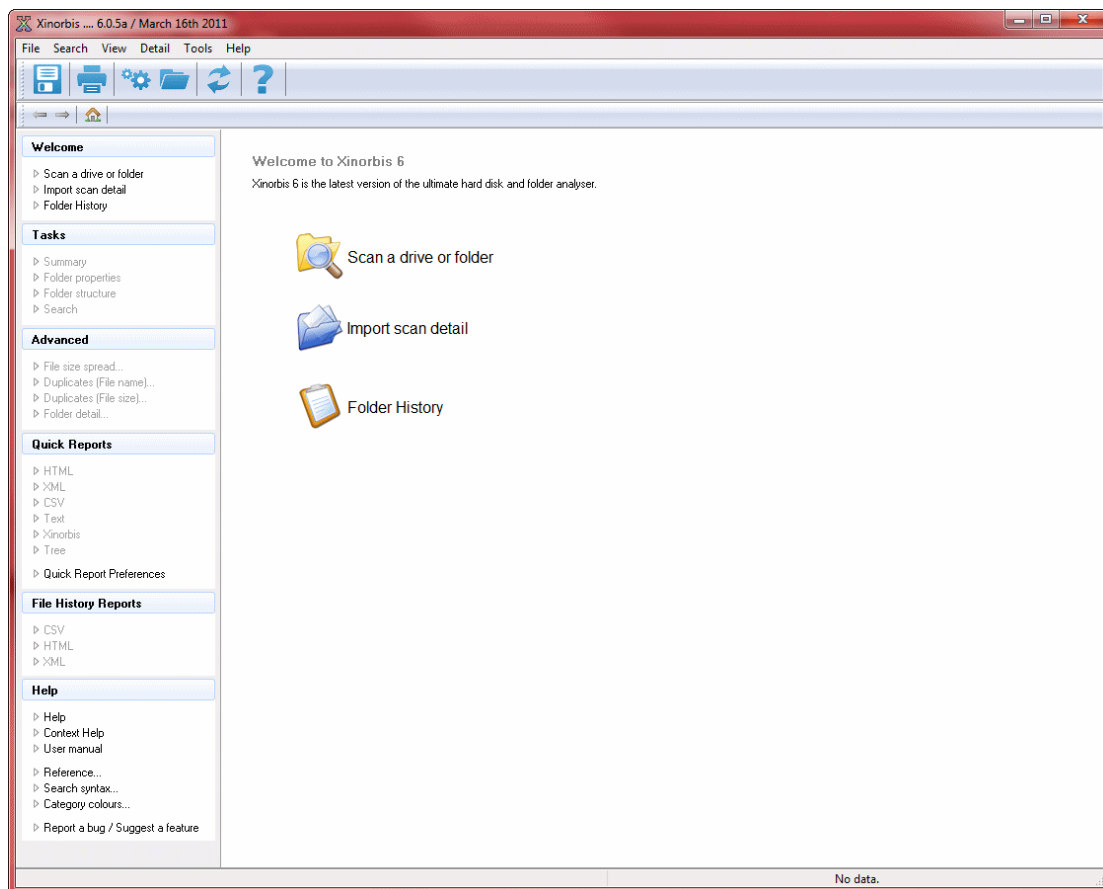 Xinorbis .... 6.0.5a / March 16th 2011
File Search View Detail Tools Help
Welcome
Scan a drive or folder
Import scan detail
Folder History
Tasks
Summary
Folder properties
Folder structure
Search
Advanced
File size spread...
Duplicates (File name)...
Duplicates (File size)...
Folder detail...
Quick Reports
HTML
XML
CSV
Text
Xinorbis
Tree
Quick Report Preferences
File History Reports
CSV
HTML
XML
Help
Help
Context Help
User manual
Reference...
Search syntax...
Category colours...
Report a bug / Suggest a feature
Welcome to Xinorbis 6
Xinorbis 6 is the latest version of the ultimate hard disk and folder analyser.
Scan a drive or folder
Import scan detail
Folder History
No data.